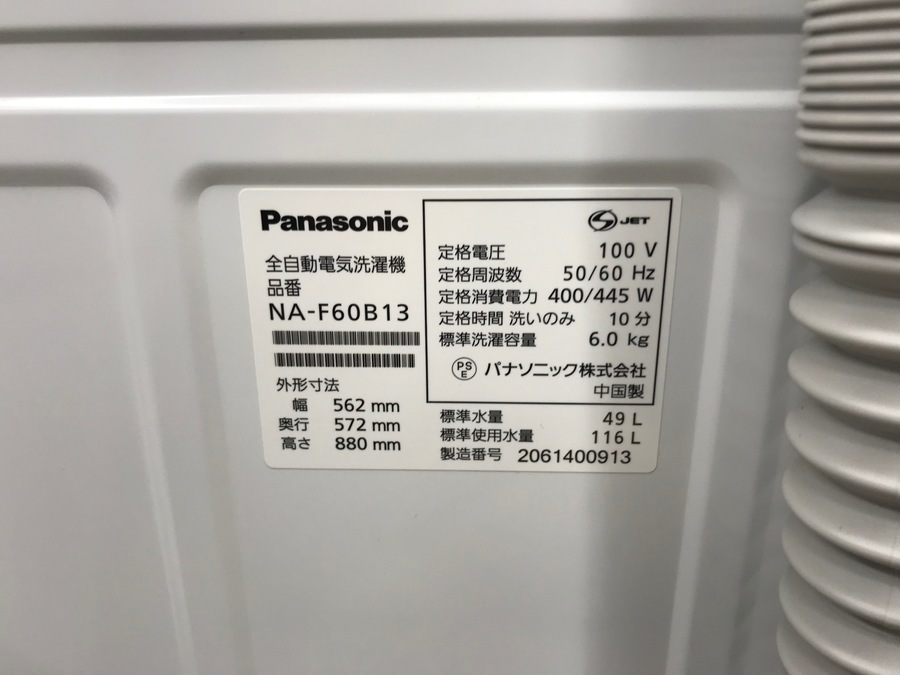 Panasonic
全自動電気洗濯機
品番
NA-F60B13
外形寸法
幅 562 mm
奥行 572 mm
高さ 880 mm
S JET
定格電圧 100 V
定格周波数 50/60 Hz
定格消費電力 400/445 W
定格時間 洗いのみ 10 分
標準洗濯容量 6.0 kg
PS E パナソニック株式会社
中国製
標準水量 49 L
標準使用水量 116 L
製造番号 2061400913